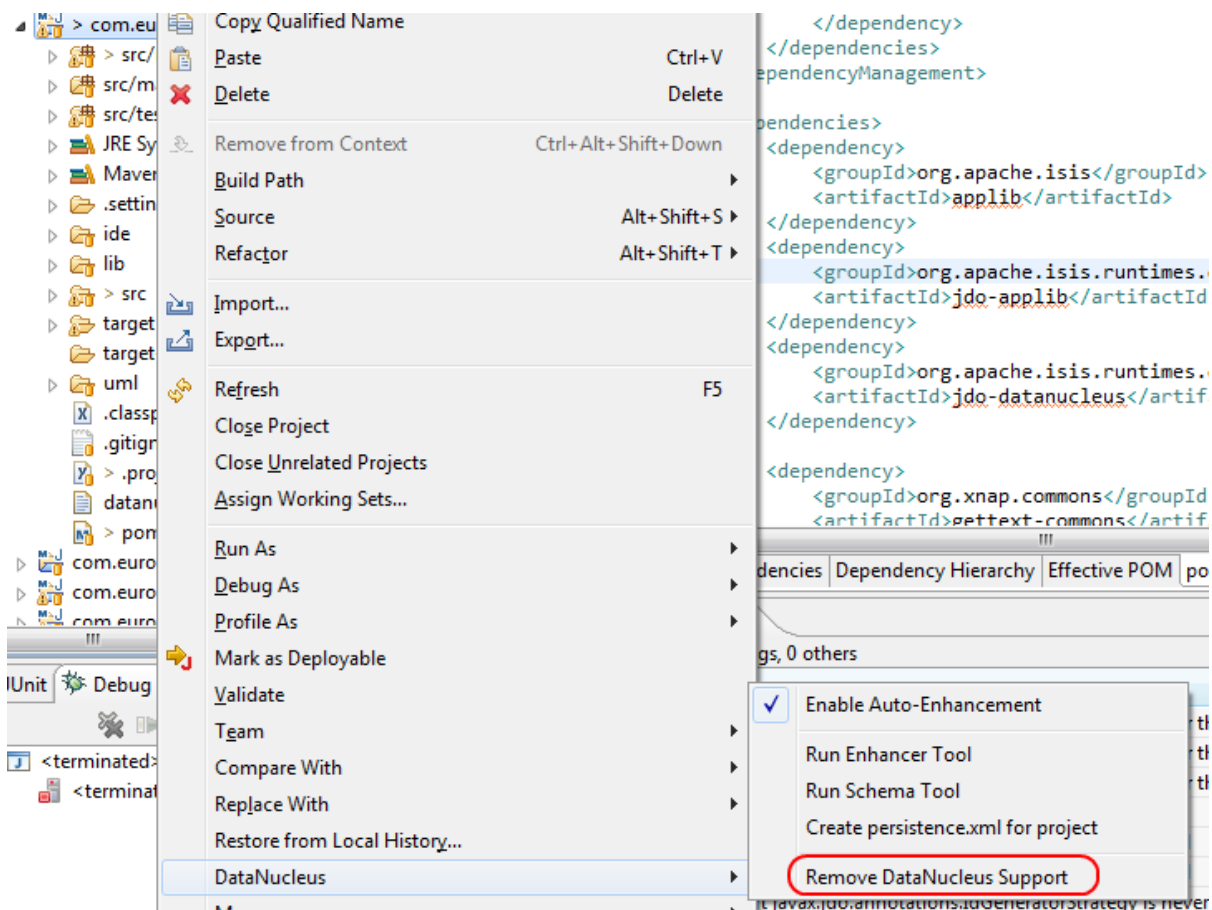 > com.eu
> src/
src/m
src/tes
JRE Sy
Maven
.settin
ide
lib
> src
target
target
uml
.classp
.gitigr
> .pro
datanu
> pom
com.euro
com.euro
com.euro
JUnit
Debug
<terminated>
<terminat
Copy Qualified Name
Paste Ctrl+V
Delete Delete
Remove from Context Ctrl+Alt+Shift+Down
Build Path
Source Alt+Shift+S
Refactor Alt+Shift+T
Import...
Export...
Refresh F5
Close Project
Close Unrelated Projects
Assign Working Sets...
Run As
Debug As
Profile As
Mark as Deployable
Validate
Team
Compare With
Replace With
Restore from Local History...
DataNucleus
</dependency>
</dependencies>
ependencyManagement>
pendencies>
<dependency>
<groupId>org.apache.isis</groupId>
<artifactId>applib</artifactId>
</dependency>
<dependency>
<groupId>org.apache.isis.runtimes.
<artifactId>jdo-applib</artifactId
</dependency>
<dependency>
<groupId>org.apache.isis.runtimes.
<artifactId>jdo-datanucleus</artif
</dependency>
<dependency>
<groupId>org.xnap.commons</groupId
<artifactId>gettext-commons</artif
dencies Dependency Hierarchy Effective POM po
gs, 0 others
Enable Auto-Enhancement
Run Enhancer Tool
Run Schema Tool
Create persistence.xml for project
Remove DataNucleus Support
r th
r th
r th
t javax.jdo.annotations.IdGeneratorStrategy is never